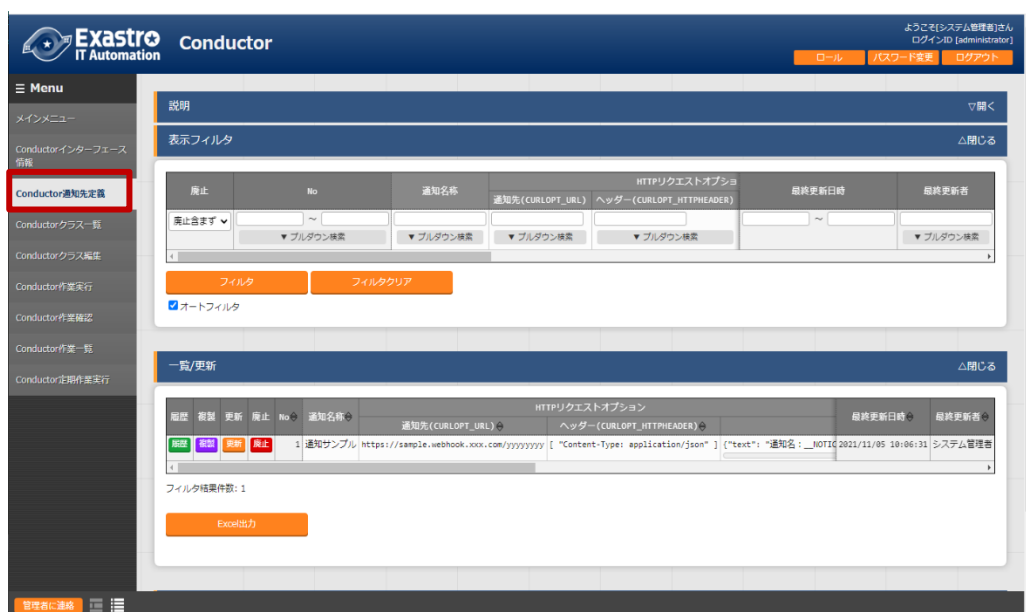 Exastro
IT Automation
Conductor
ようこそ[システム管理者]さん
ログインID [administrator]
ロール
パスワード変更
ログアウト
Menu
メインメニュー
Conductorインターフェース
情報
Conductor通知先定義
Conductorクラス一覧
Conductorクラス編集
Conductor作業実行
Conductor作業確認
Conductor作業一覧
Conductor定期作業実行
説明
▽開く
表示フィルタ
△閉じる
廃止 No 通知名称 HTTPリクエストオプショ 最終更新日時 最終更新者
通知先(CURLOPT_URL) ヘッダー(CURLOPT_HTTPHEADER)
廃止含まず ～ ～
▼ プルダウン検索 ▼ プルダウン検索 ▼ プルダウン検索 ▼ プルダウン検索 ▼ プルダウン検索
フィルタ フィルタクリア
オートフィルタ
一覧/更新
△閉じる
履歴 複製 更新 廃止 No 通知名称 HTTPリクエストオプション 最終更新日時 最終更新者
通知先(CURLOPT_URL) ヘッダー(CURLOPT_HTTPHEADER)
履歴 複製 更新 廃止 1 通知サンプル https://sample.webhook.xxx.com/yyyyyyyy [ "Content-Type: application/json" ] {"text": "通知名：__NOTIC 2021/11/05 10:06:31 システム管理者
フィルタ結果件数: 1
Excel出力
管理者に連絡